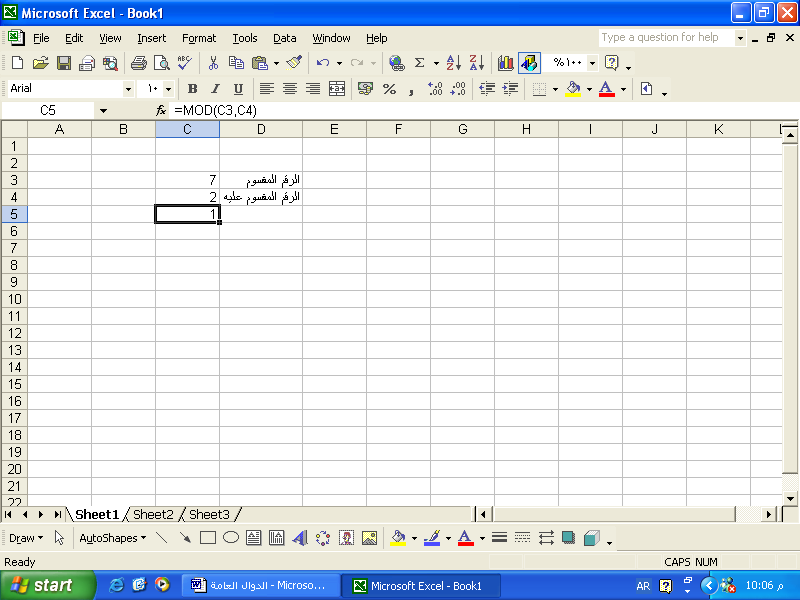 Microsoft Excel - Book1
File Edit View Insert Format Tools Data Window Help Type a question for help
%١٠٠
Arial ١٠ B I U
C5 fx =MOD(C3,C4)
A B C D E F G H I J K L
1
2
3 7 الرقم المقسوم
4 2 الرقم المقسوم عليه
5 1
6
7
8
9
10
11
12
13
14
15
16
17
18
19
20
21
22
Sheet1 Sheet2 Sheet3
Draw AutoShapes
Ready CAPS NUM
start الدوال العامة - Microso... Microsoft Excel - Book1 AR 10:06 م